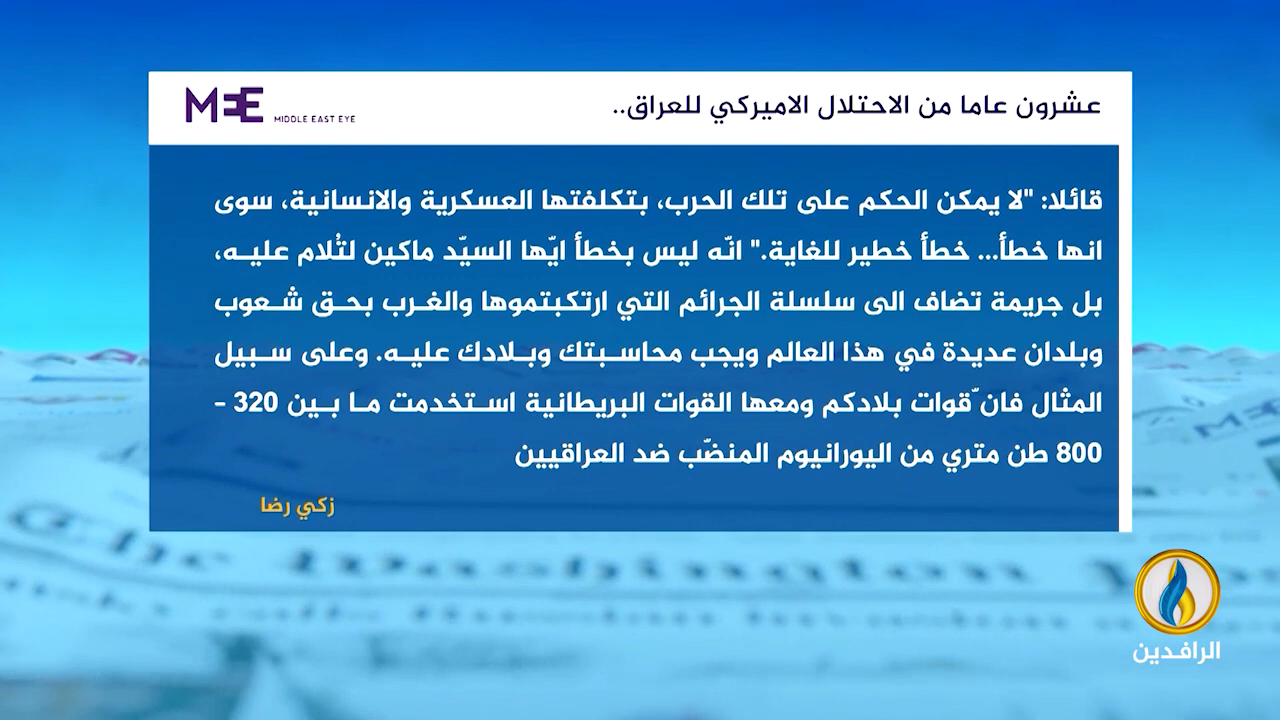 عشرون عاما من الاحتلال الاميركي للعراق..
MEE MIDDLE EAST EYE
قائلا: "لا يمكن الحكم على تلك الحرب، بتكلفتها العسكرية والانسانية، سوى
انها خطأ... خطأ خطير للغاية." انّه ليس بخطأ ايّها السيّد ماكين لتُلام عليه،
بل جريمة تضاف الى سلسلة الجرائم التي ارتكبتموها والغرب بحق شعوب
وبلدان عديدة في هذا العالم ويجب محاسبتك وبلادك عليه. وعلى سبيل
المثال فان ّقوات بلادكم ومعها القوات البريطانية استخدمت ما بين 320 -
800 طن متري من اليورانيوم المنضّب ضد العراقيين
زكي رضا
The Washington
الرافدين